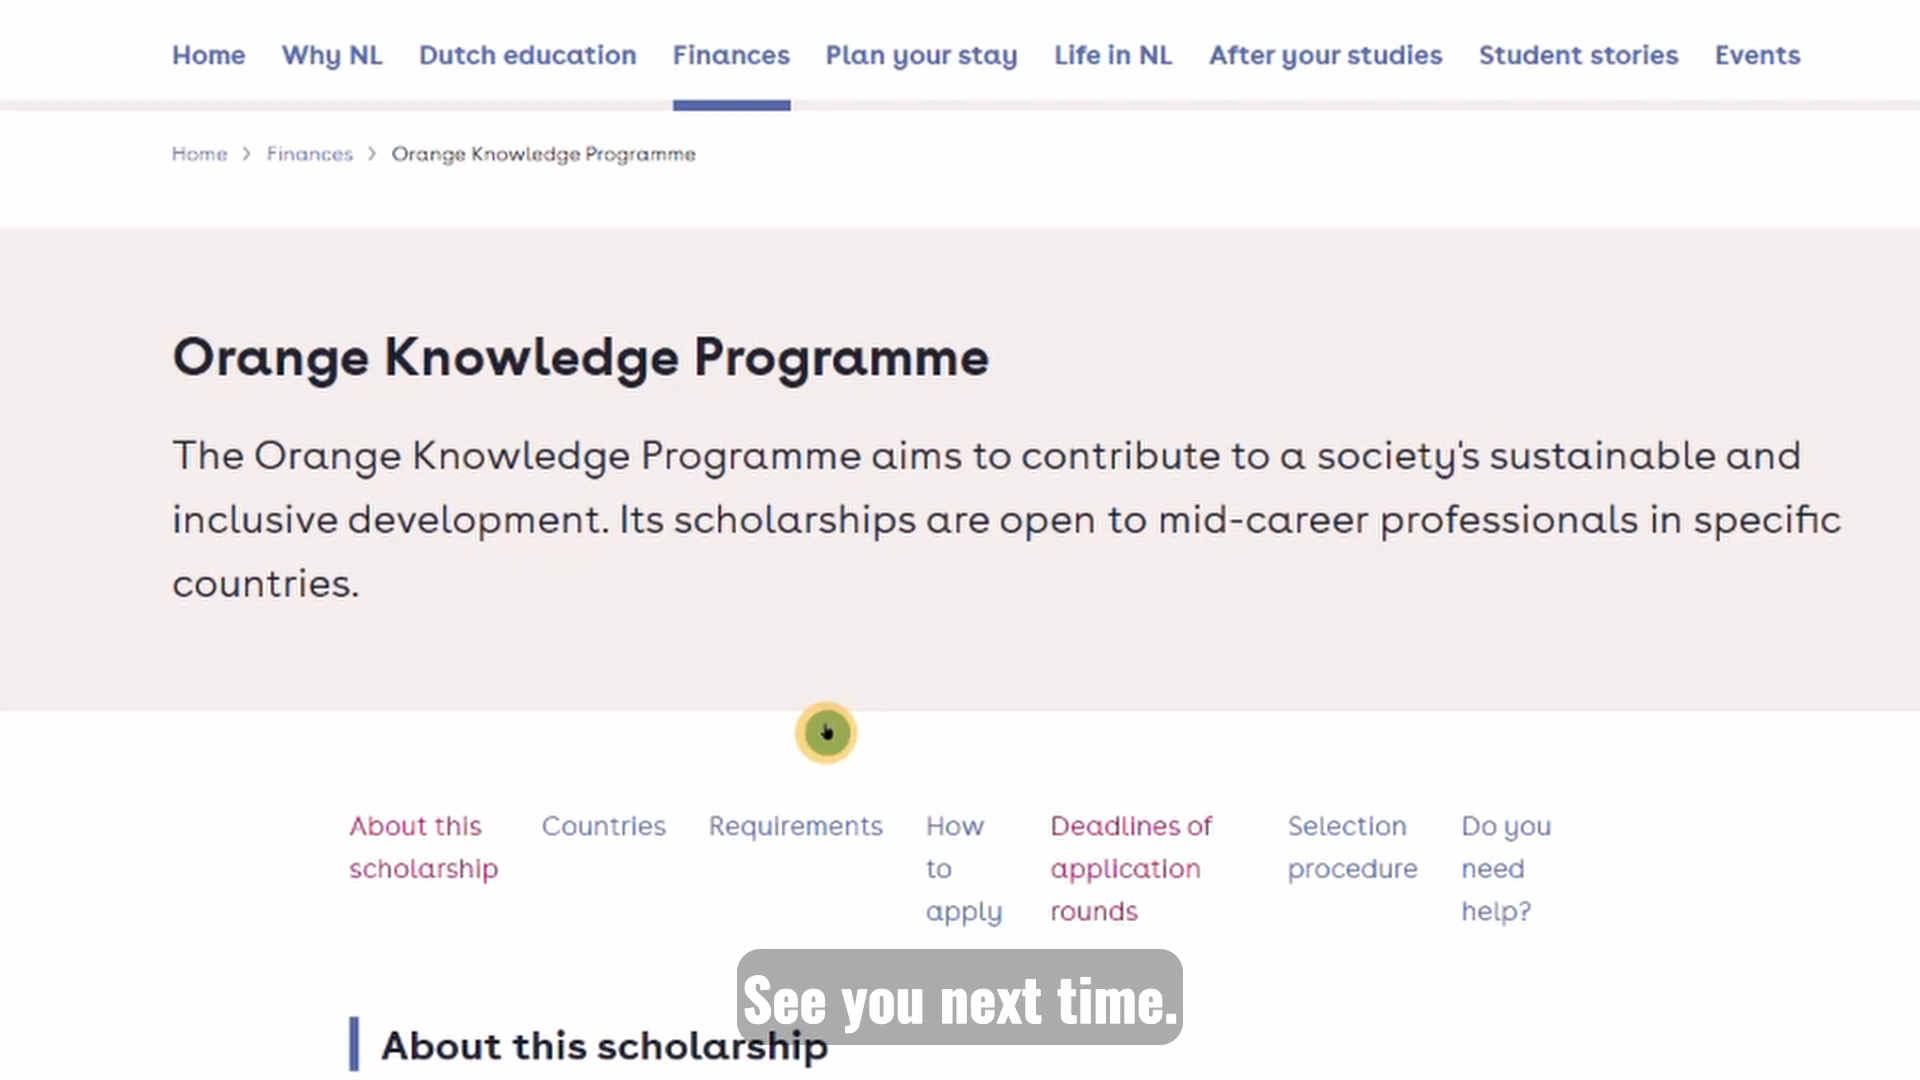 Home Why NL Dutch education Finances Plan your stay Life in NL After your studies Student stories Events
Home > Finances > Orange Knowledge Programme
Orange Knowledge Programme
The Orange Knowledge Programme aims to contribute to a society's sustainable and
inclusive development. Its scholarships are open to mid-career professionals in specific
countries.
About this
scholarship
Countries
Requirements
How
to
apply
Deadlines of
application
rounds
Selection
procedure
Do you
need
help?
See you next time.
About this scholarship